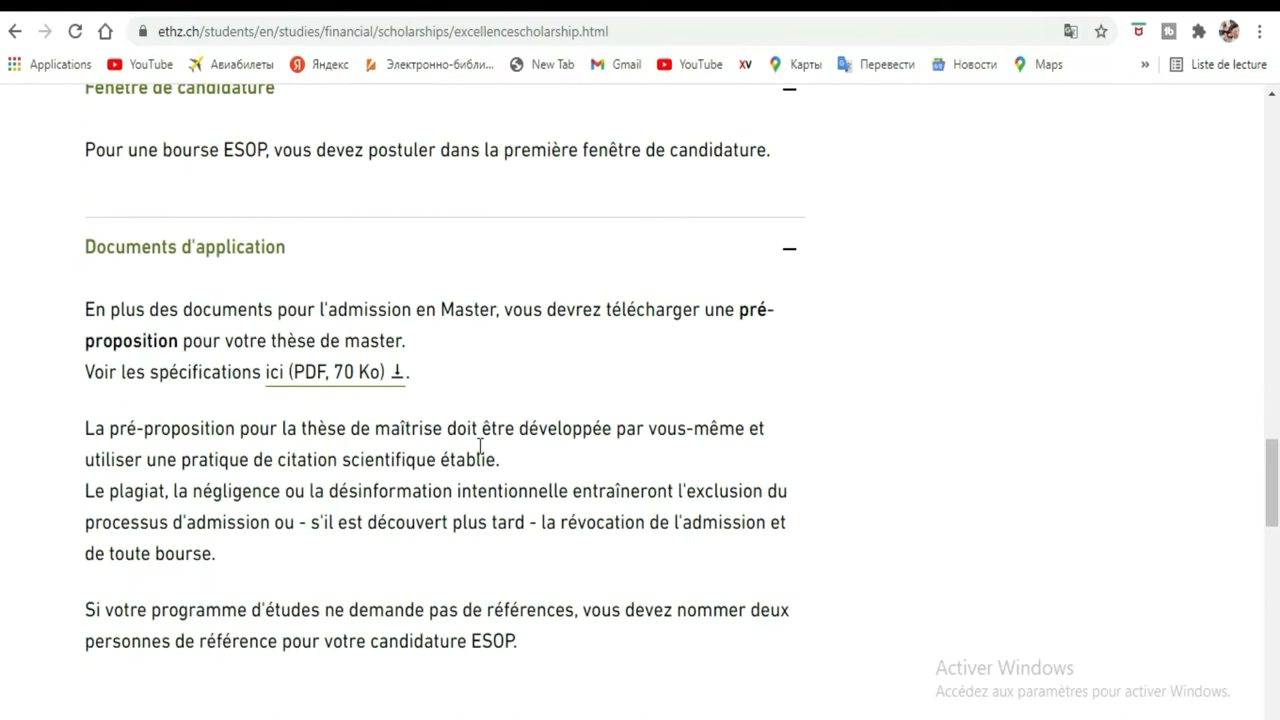 ethz.ch/students/en/studies/financial/scholarships/excellencescholarship.html
Applications YouTube Авиабилеты Яндекс Электронно-библи... New Tab Gmail YouTube XV Карты Перевести Новости Maps » Liste de lecture
Fenêtre de candidature
Pour une bourse ESOP, vous devez postuler dans la première fenêtre de candidature.
Documents d'application
En plus des documents pour l'admission en Master, vous devrez télécharger une pré-
proposition pour votre thèse de master.
Voir les spécifications ici (PDF, 70 Ko).
La pré-proposition pour la thèse de maîtrise doit être développée par vous-même et
utiliser une pratique de citation scientifique établie.
Le plagiat, la négligence ou la désinformation intentionnelle entraîneront l'exclusion du
processus d'admission ou - s'il est découvert plus tard - la révocation de l'admission et
de toute bourse.
Si votre programme d'études ne demande pas de références, vous devez nommer deux
personnes de référence pour votre candidature ESOP.
Activer Windows
Accédez aux paramètres pour activer Windows.